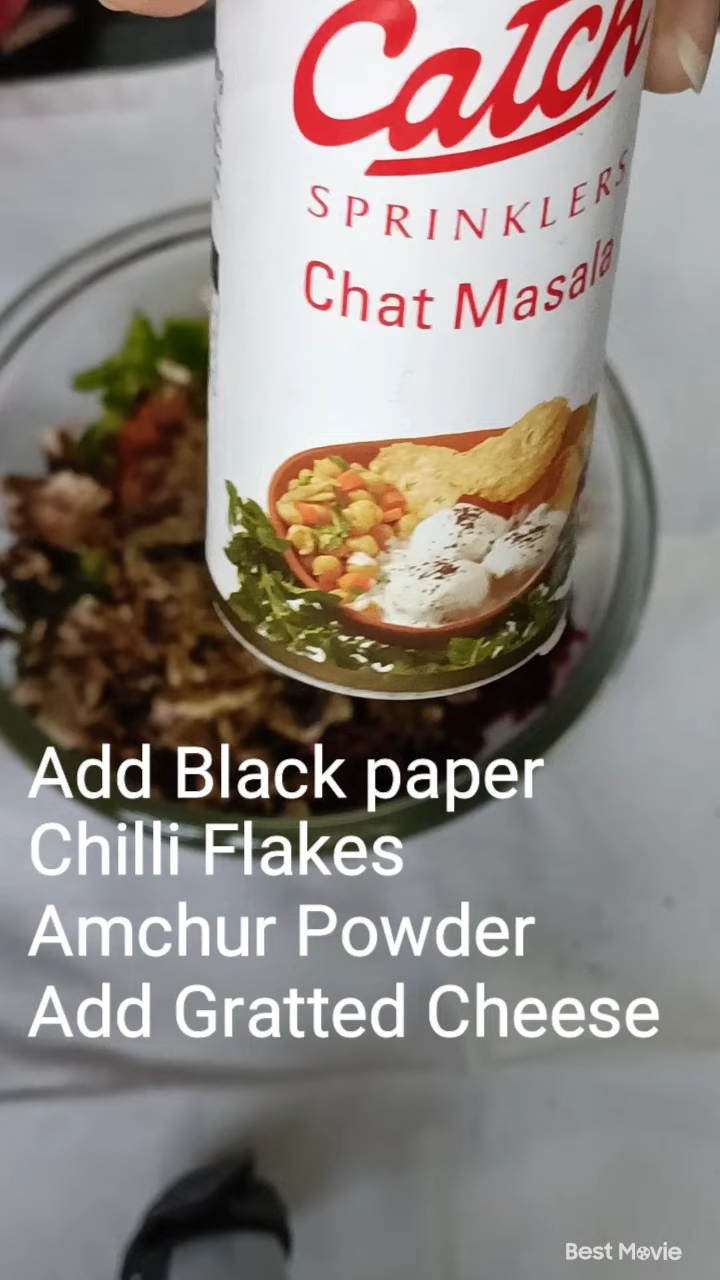 Catch
SPRINKLERS
Chat Masala
Add Black paper
Chilli Flakes
Amchur Powder
Add Gratted Cheese
Best Movie